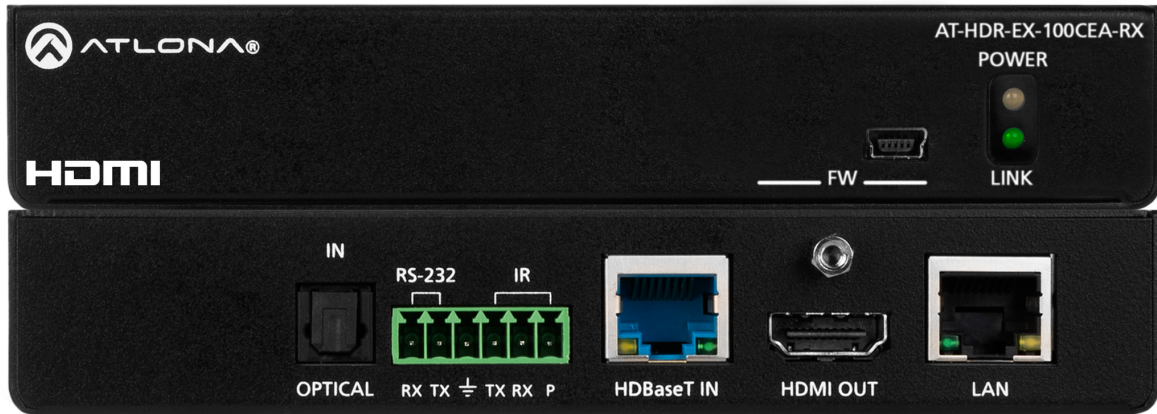 ATLONA®
AT-HDR-EX-100CEA-RX
POWER
HDMI
FW
LINK
IN
RS-232 IR
OPTICAL
RX TX ⏚ TX RX P
HDBaseT IN
HDMI OUT
LAN